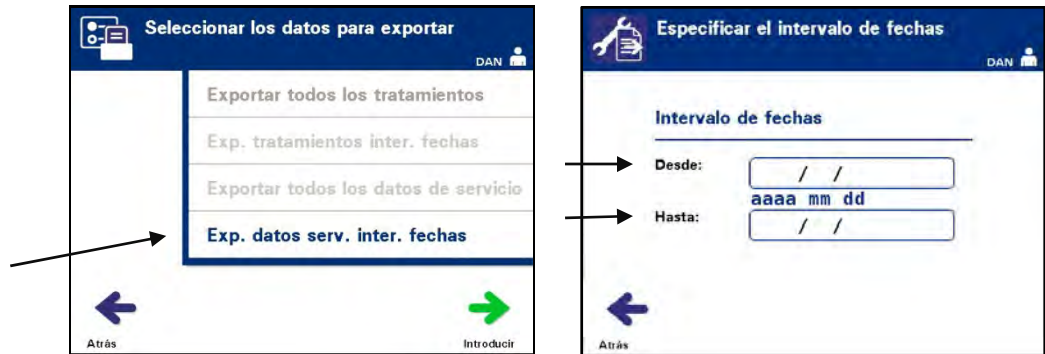 Seleccionar los datos para exportar
DAN
Exportar todos los tratamientos
Exp. tratamientos inter. fechas
Exportar todos los datos de servicio
Exp. datos serv. inter. fechas
Atrás
Introducir
Especificar el intervalo de fechas
DAN
Intervalo de fechas
Desde:
/ /
aaaa mm dd
Hasta:
/ /
Atrás